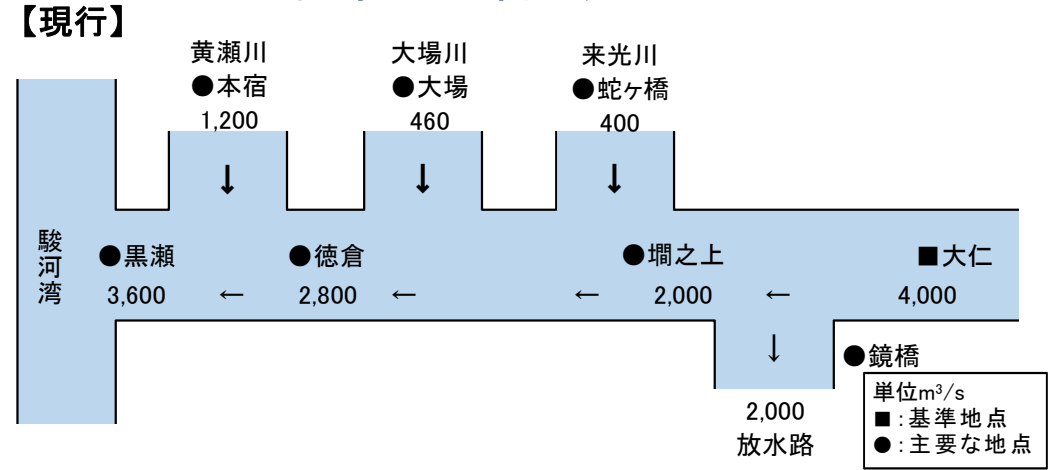 【現行】
黄瀬川
●本宿
1,200
↓
大場川
●大場
460
↓
来光川
●蛇ヶ橋
400
↓
駿河湾
●黒瀬
3,600
←
●徳倉
2,800
←
←
●墹之上
2,000
←
■大仁
4,000
↓
●鏡橋
2,000
放水路
単位m³/s
■:基準地点
●:主要な地点